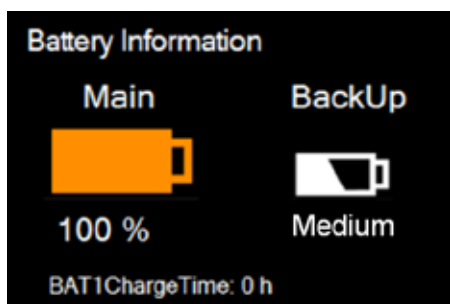 Battery Information
Main BackUp
100 % Medium
BAT1ChargeTime: 0 h